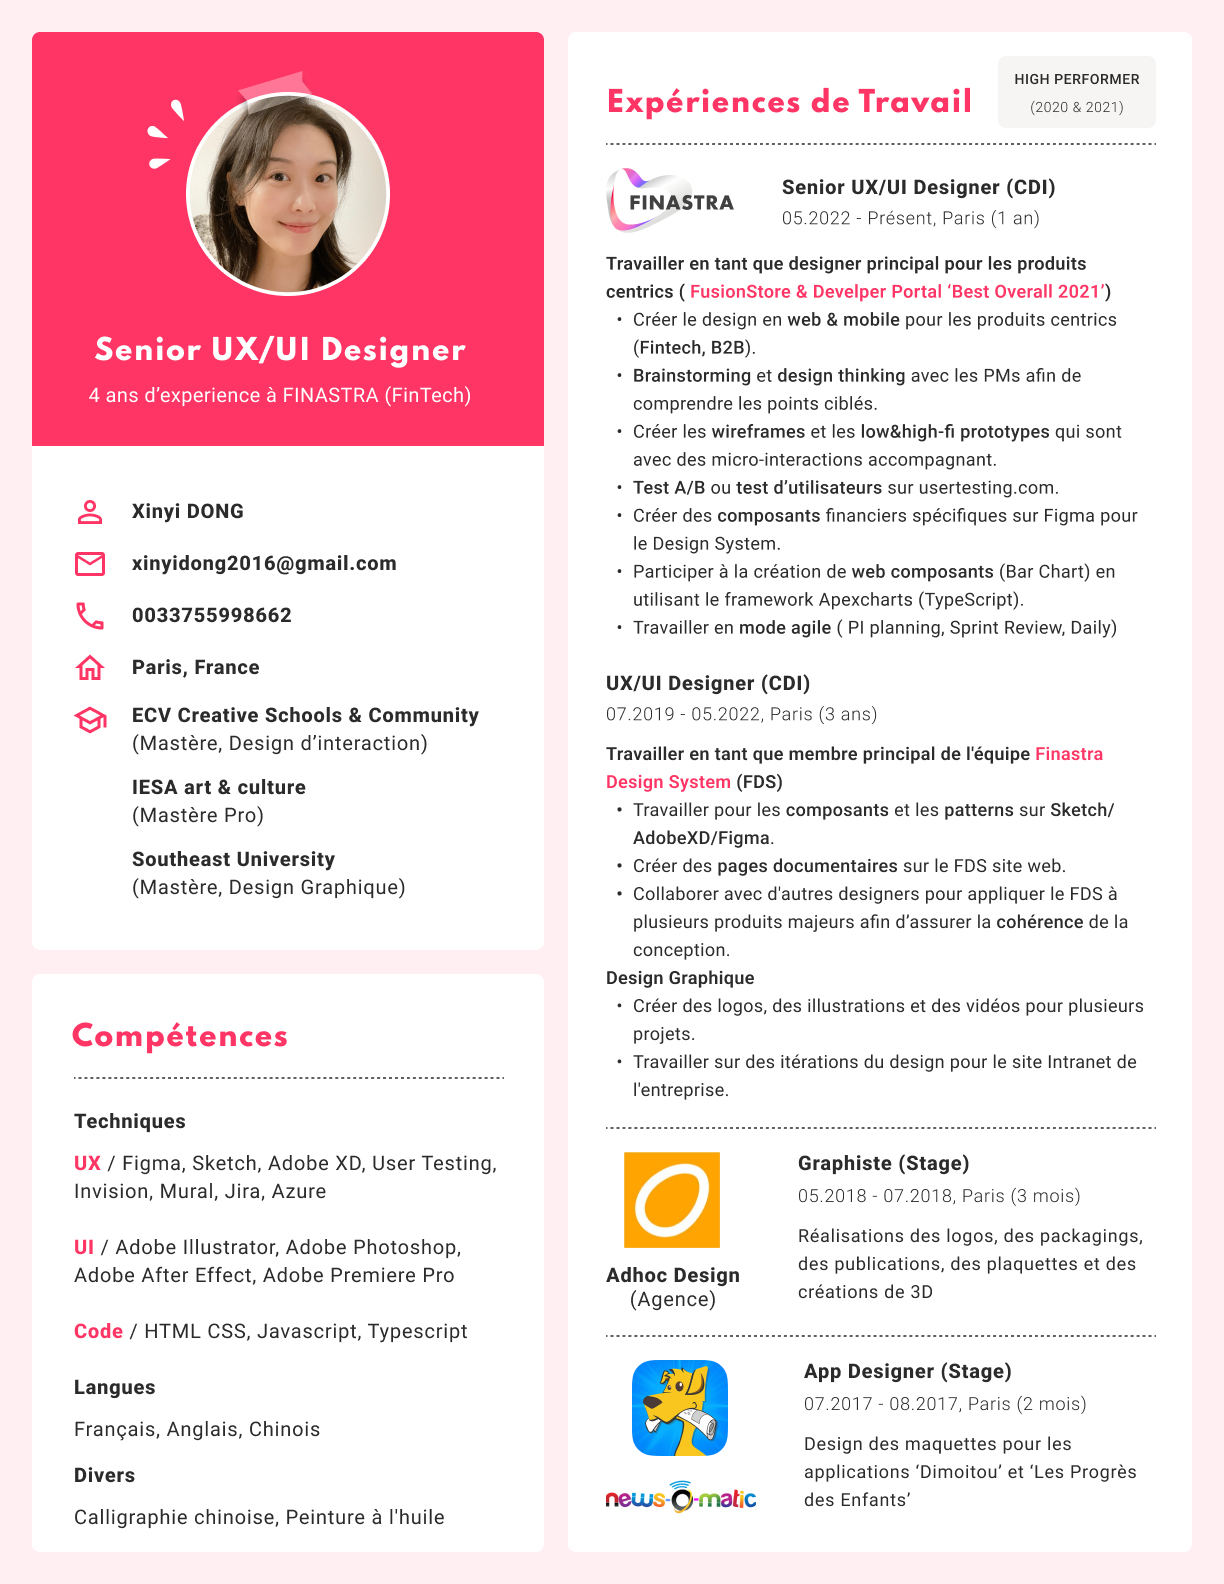 Senior UX/UI Designer
4 ans d’experience à FINASTRA (FinTech)
Xinyi DONG
xinyidong2016@gmail.com
0033755998662
Paris, France
ECV Creative Schools & Community
(Mastère, Design d’interaction)
IESA art & culture
(Mastère Pro)
Southeast University
(Mastère, Design Graphique)
Compétences
Techniques
UX / Figma, Sketch, Adobe XD, User Testing,
Invision, Mural, Jira, Azure
UI / Adobe Illustrator, Adobe Photoshop,
Adobe After Effect, Adobe Premiere Pro
Code / HTML CSS, Javascript, Typescript
Langues
Français, Anglais, Chinois
Divers
Calligraphie chinoise, Peinture à l'huile
Expériences de Travail
HIGH PERFORMER
(2020 & 2021)
FINASTRA
Senior UX/UI Designer (CDI)
05.2022 - Présent, Paris (1 an)
Travailler en tant que designer principal pour les produits
centrics ( FusionStore & Develper Portal ‘Best Overall 2021’)
• Créer le design en web & mobile pour les produits centrics
(Fintech, B2B).
• Brainstorming et design thinking avec les PMs afin de
comprendre les points ciblés.
• Créer les wireframes et les low&high-fi prototypes qui sont
avec des micro-interactions accompagnant.
• Test A/B ou test d’utilisateurs sur usertesting.com.
• Créer des composants financiers spécifiques sur Figma pour
le Design System.
• Participer à la création de web composants (Bar Chart) en
utilisant le framework Apexcharts (TypeScript).
• Travailler en mode agile ( PI planning, Sprint Review, Daily)
UX/UI Designer (CDI)
07.2019 - 05.2022, Paris (3 ans)
Travailler en tant que membre principal de l'équipe Finastra
Design System (FDS)
• Travailler pour les composants et les patterns sur Sketch/
AdobeXD/Figma.
• Créer des pages documentaires sur le FDS site web.
• Collaborer avec d'autres designers pour appliquer le FDS à
plusieurs produits majeurs afin d’assurer la cohérence de la
conception.
Design Graphique
• Créer des logos, des illustrations et des vidéos pour plusieurs
projets.
• Travailler sur des itérations du design pour le site Intranet de
l'entreprise.
Adhoc Design
(Agence)
Graphiste (Stage)
05.2018 - 07.2018, Paris (3 mois)
Réalisations des logos, des packagings,
des publications, des plaquettes et des
créations de 3D
news-O-matic
App Designer (Stage)
07.2017 - 08.2017, Paris (2 mois)
Design des maquettes pour les
applications ‘Dimoitou’ et ‘Les Progrès
des Enfants’